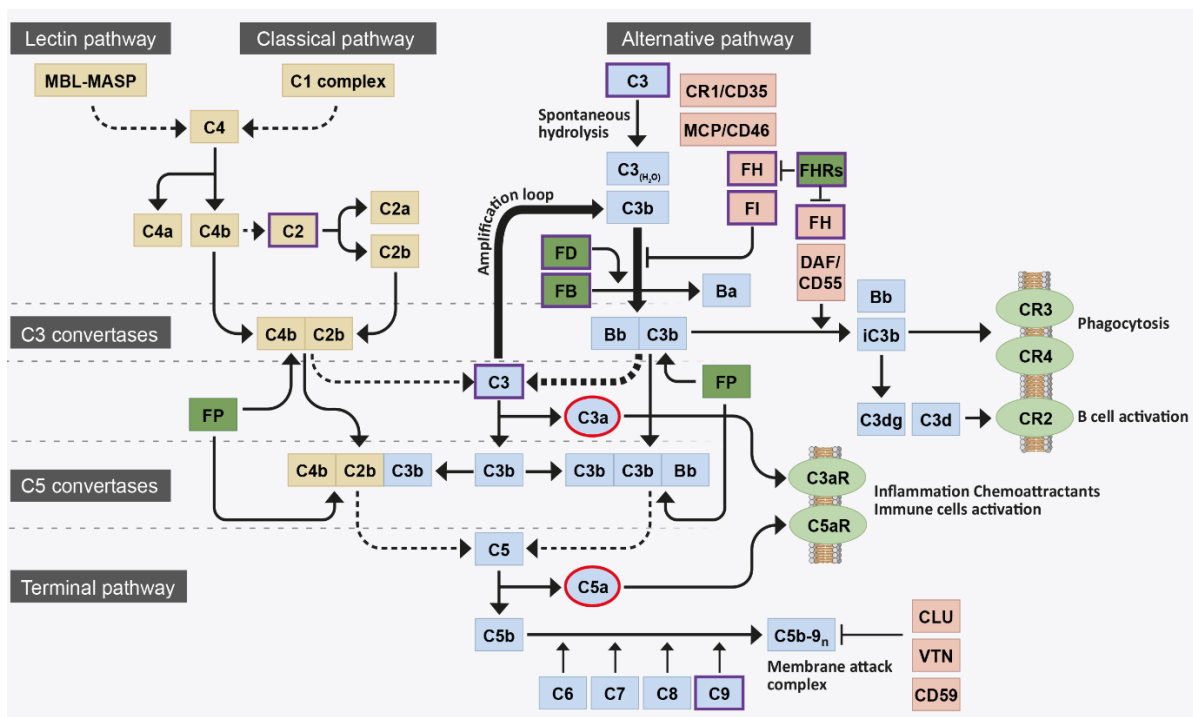 Lectin pathway
Classical pathway
Alternative pathway
MBL-MASP
C1 complex
C3
CR1/CD35
MCP/CD46
Spontaneous
hydrolysis
C4
C3(H₂O)
FH
FHRs
Amplification loop
C3b
FI
FH
C4a
C4b
C2
C2a
C2b
FD
FB
Ba
DAF/
CD55
Bb
C3 convertases
C4b
C2b
Bb
C3b
iC3b
CR3
Phagocytosis
CR4
C3
FP
FP
C3a
C3dg
C3d
CR2
B cell activation
C5 convertases
C4b
C2b
C3b
C3b
C3b
C3b
Bb
C3aR
C5aR
Inflammation Chemoattractants
Immune cells activation
C5
Terminal pathway
C5a
C5b
C5b-9n
Membrane attack
complex
CLU
VTN
CD59
C6
C7
C8
C9